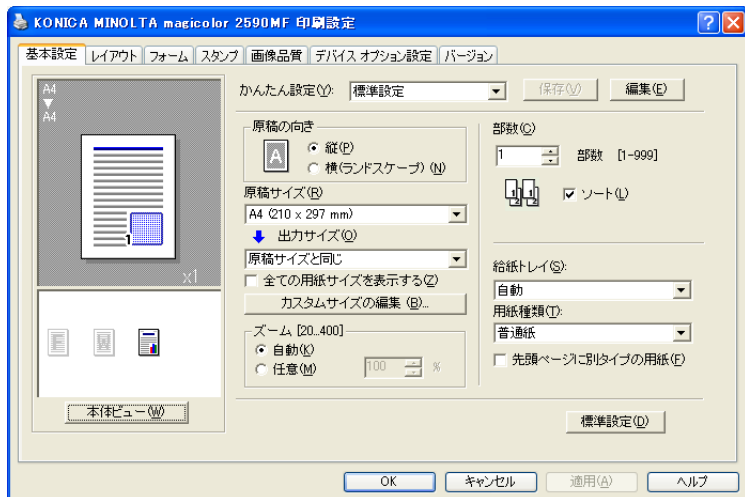 KONICA MINOLTA magicolor 2590MF 印刷設定
基本設定 レイアウト フォーム スタンプ 画像品質 デバイス オプション設定 バージョン
A4
A4
1
x1
本体ビュー(W)
かんたん設定(Y): 標準設定 保存(V) 編集(E)
原稿の向き
A
縦(P)
横(ランドスケープ) (N)
原稿サイズ(R)
A4 (210 x 297 mm)
出力サイズ(O)
原稿サイズと同じ
全ての用紙サイズを表示する(Z)
カスタムサイズの編集 (B)...
ズーム [20..400]
自動(K)
任意(M) 100 %
部数(C)
1 部数 [1-999]
1 2 1 2 ソート(L)
給紙トレイ(S):
自動
用紙種類(T):
普通紙
先頭ページに別タイプの用紙(F)
標準設定(D)
OK キャンセル 適用(A) ヘルプ